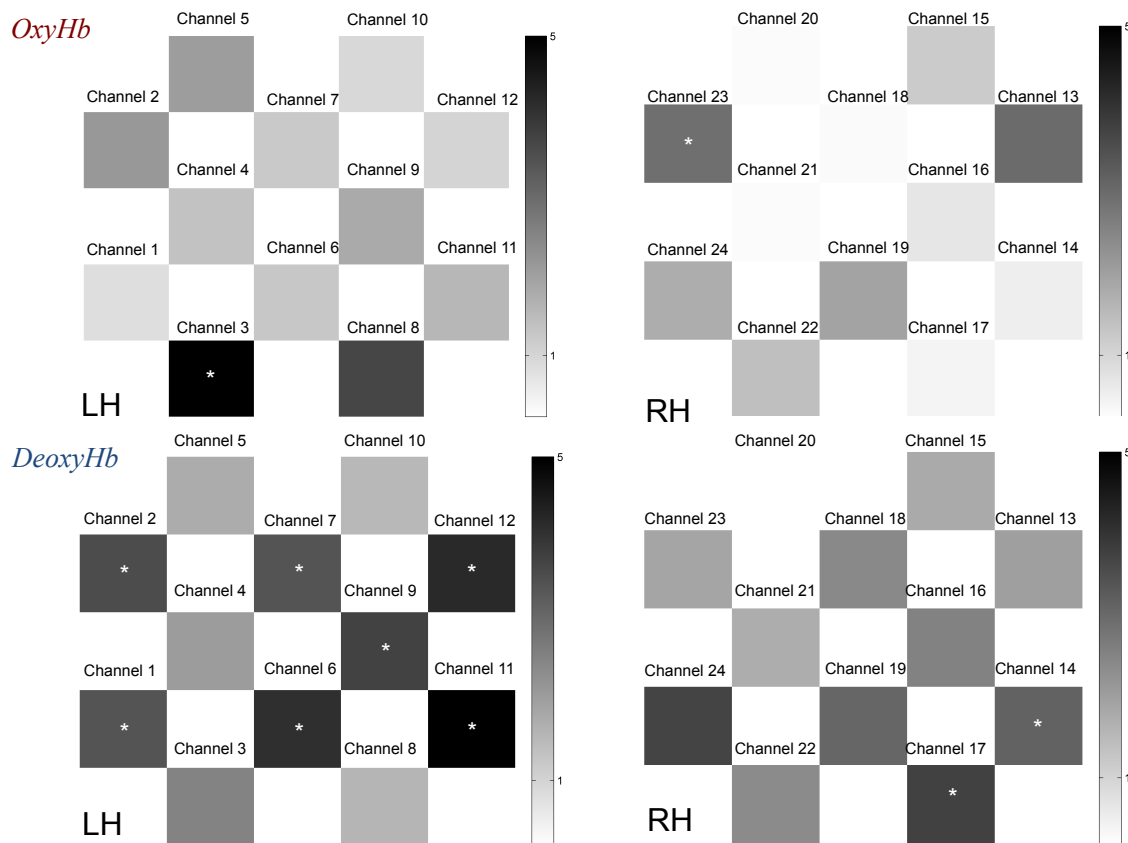 OxyHb
Channel 5
Channel 10
Channel 2
Channel 7
Channel 12
Channel 4
Channel 9
Channel 1
Channel 6
Channel 11
Channel 3
Channel 8
*
LH
5
1
Channel 20
Channel 15
Channel 23
Channel 18
Channel 13
*
Channel 21
Channel 16
Channel 24
Channel 19
Channel 14
Channel 22
Channel 17
RH
5
1
DeoxyHb
Channel 5
Channel 10
Channel 2
Channel 7
Channel 12
* * *
Channel 4
Channel 9
*
Channel 1
Channel 6
Channel 11
* * *
Channel 3
Channel 8
LH
5
1
Channel 20
Channel 15
Channel 23
Channel 18
Channel 13
Channel 21
Channel 16
Channel 24
Channel 19
Channel 14
*
Channel 22
Channel 17
*
RH
5
1